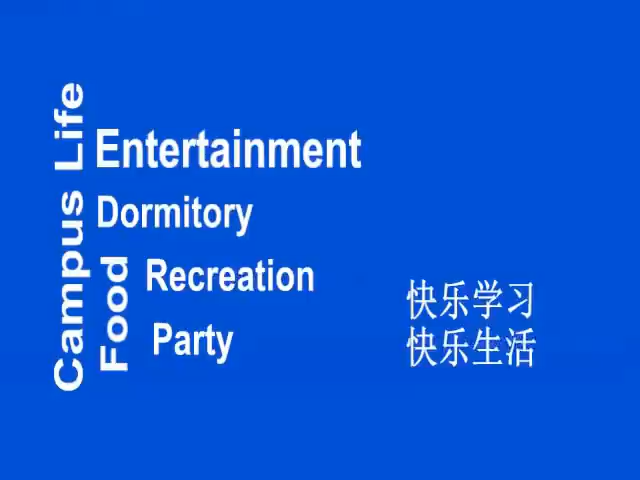 Campus Life
Entertainment
Dormitory
Food
Recreation
Party
快乐学习
快乐生活